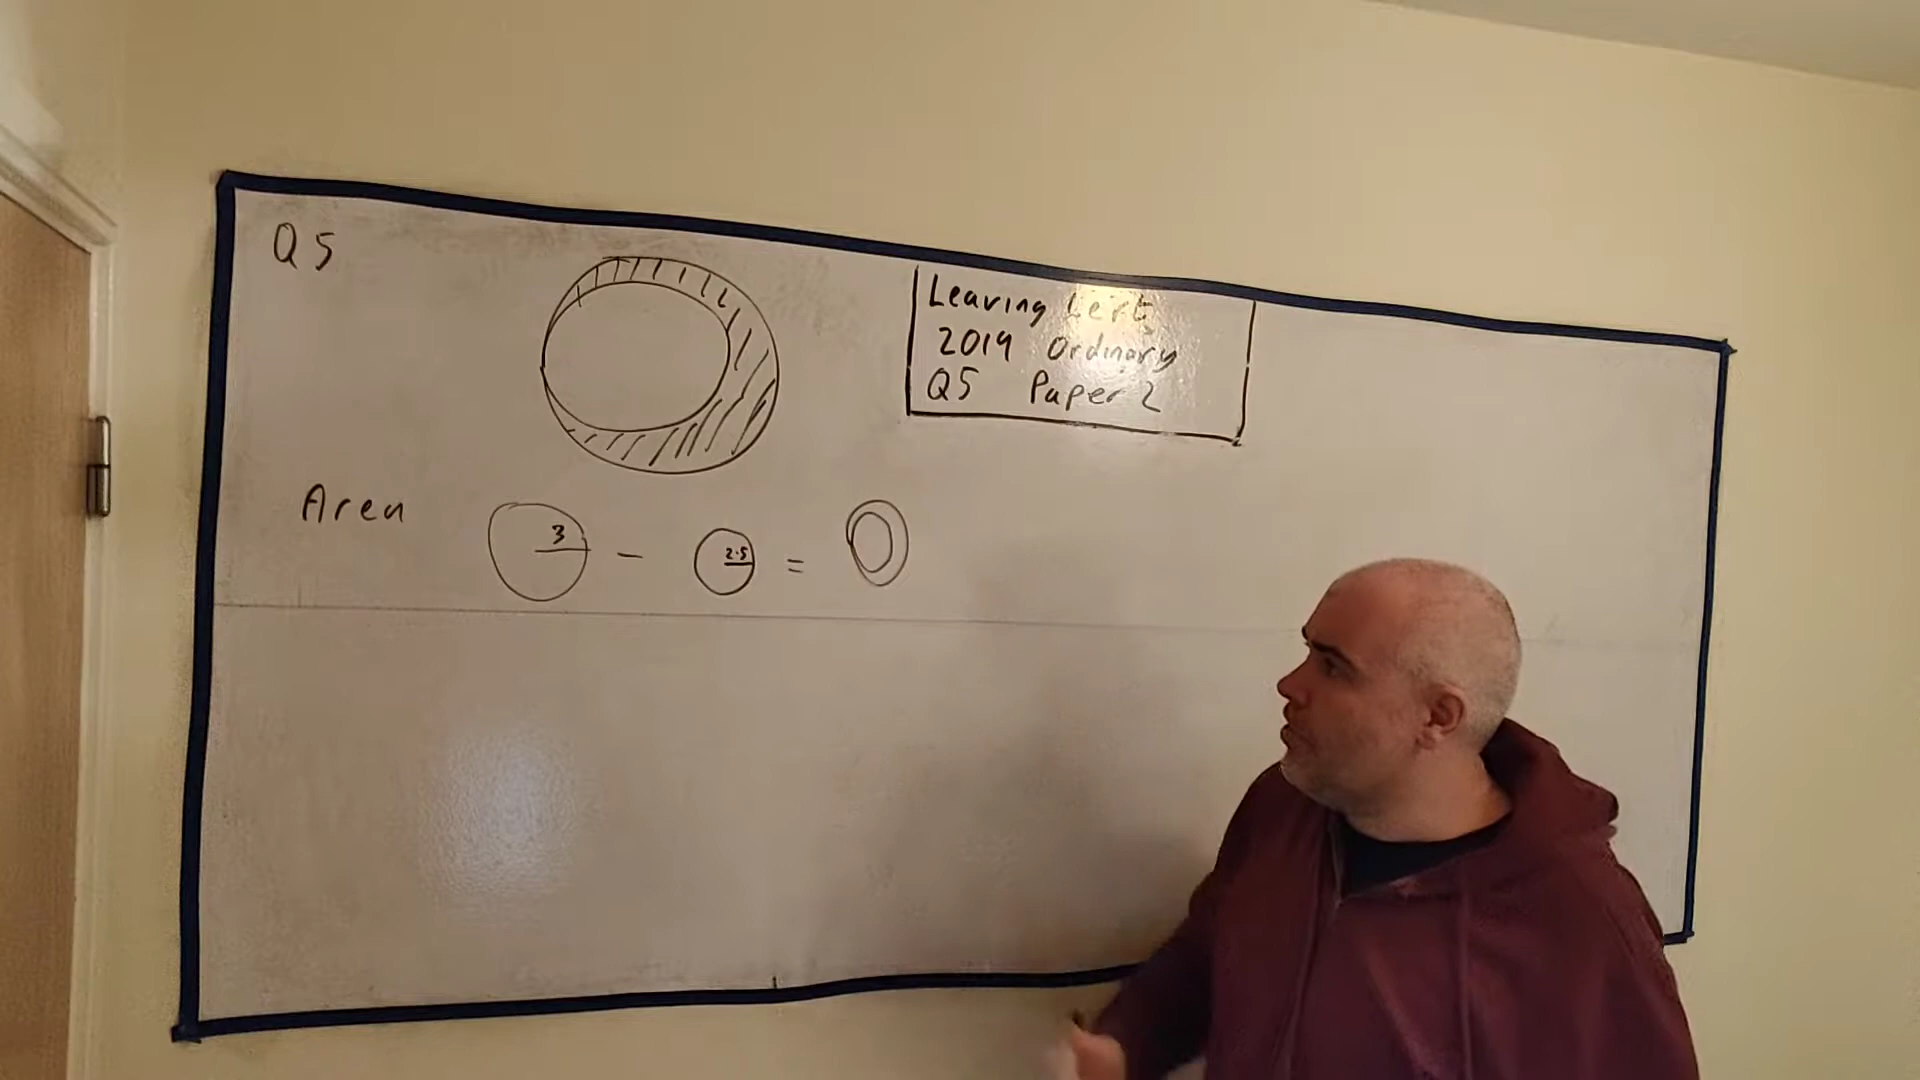 Q5
Leaving Cert
2019 Ordinary
Q5 Paper 2
Area 3 - 2.5 =